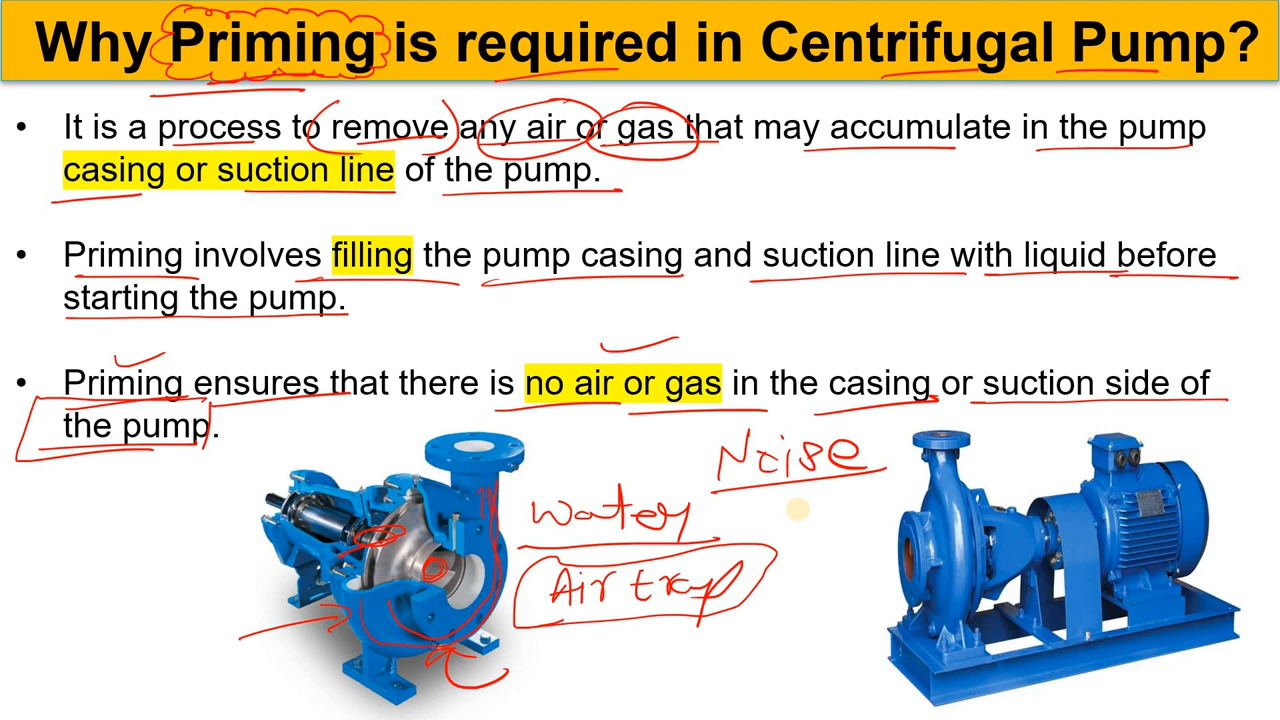 Why Priming is required in Centrifugal Pump?
• It is a process to remove any air or gas that may accumulate in the pump
casing or suction line of the pump.
• Priming involves filling the pump casing and suction line with liquid before
starting the pump.
• Priming ensures that there is no air or gas in the casing or suction side of
the pump.
Noise
Water
Air trap